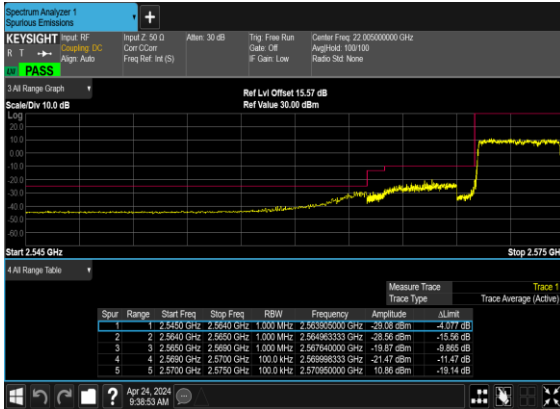 Spectrum Analyzer 1
Spurious Emissions
KEYSIGHT Input: RF Input Z: 50 Ω Atten: 30 dB Trig: Free Run Center Freq: 22.005000000 GHz
R T Coupling: DC Corr CCorr Gate: Off Avg|Hold: 100/100
Align: Auto Freq Ref: Int (S) IF Gain: Low Radio Std: None
PASS
3 All Range Graph
Ref Lvl Offset 15.57 dB
Scale/Div 10.0 dB Ref Value 30.00 dBm
Log
20.0
10.0
0.00
-10.0
-20.0
-30.0
-40.0
-50.0
-60.0
Start 2.545 GHz Stop 2.575 GH
4 All Range Table
Measure Trace Trace 1
Trace Type Trace Average (Active)
Spur Range Start Freq Stop Freq RBW Frequency Amplitude ΔLimit
1 1 2.5450 GHz 2.5640 GHz 1.000 MHz 2.563905000 GHz -29.08 dBm -4.077 dB
2 2 2.5640 GHz 2.5650 GHz 1.000 MHz 2.564963333 GHz -28.56 dBm -15.56 dB
3 3 2.5650 GHz 2.5690 GHz 1.000 MHz 2.567640000 GHz -19.87 dBm -9.865 dB
4 4 2.5690 GHz 2.5700 GHz 100.0 kHz 2.569998333 GHz -21.47 dBm -11.47 dB
5 5 2.5700 GHz 2.5750 GHz 100.0 kHz 2.570950000 GHz 10.86 dBm -19.14 dB
Apr 24, 2024
9:38:53 AM